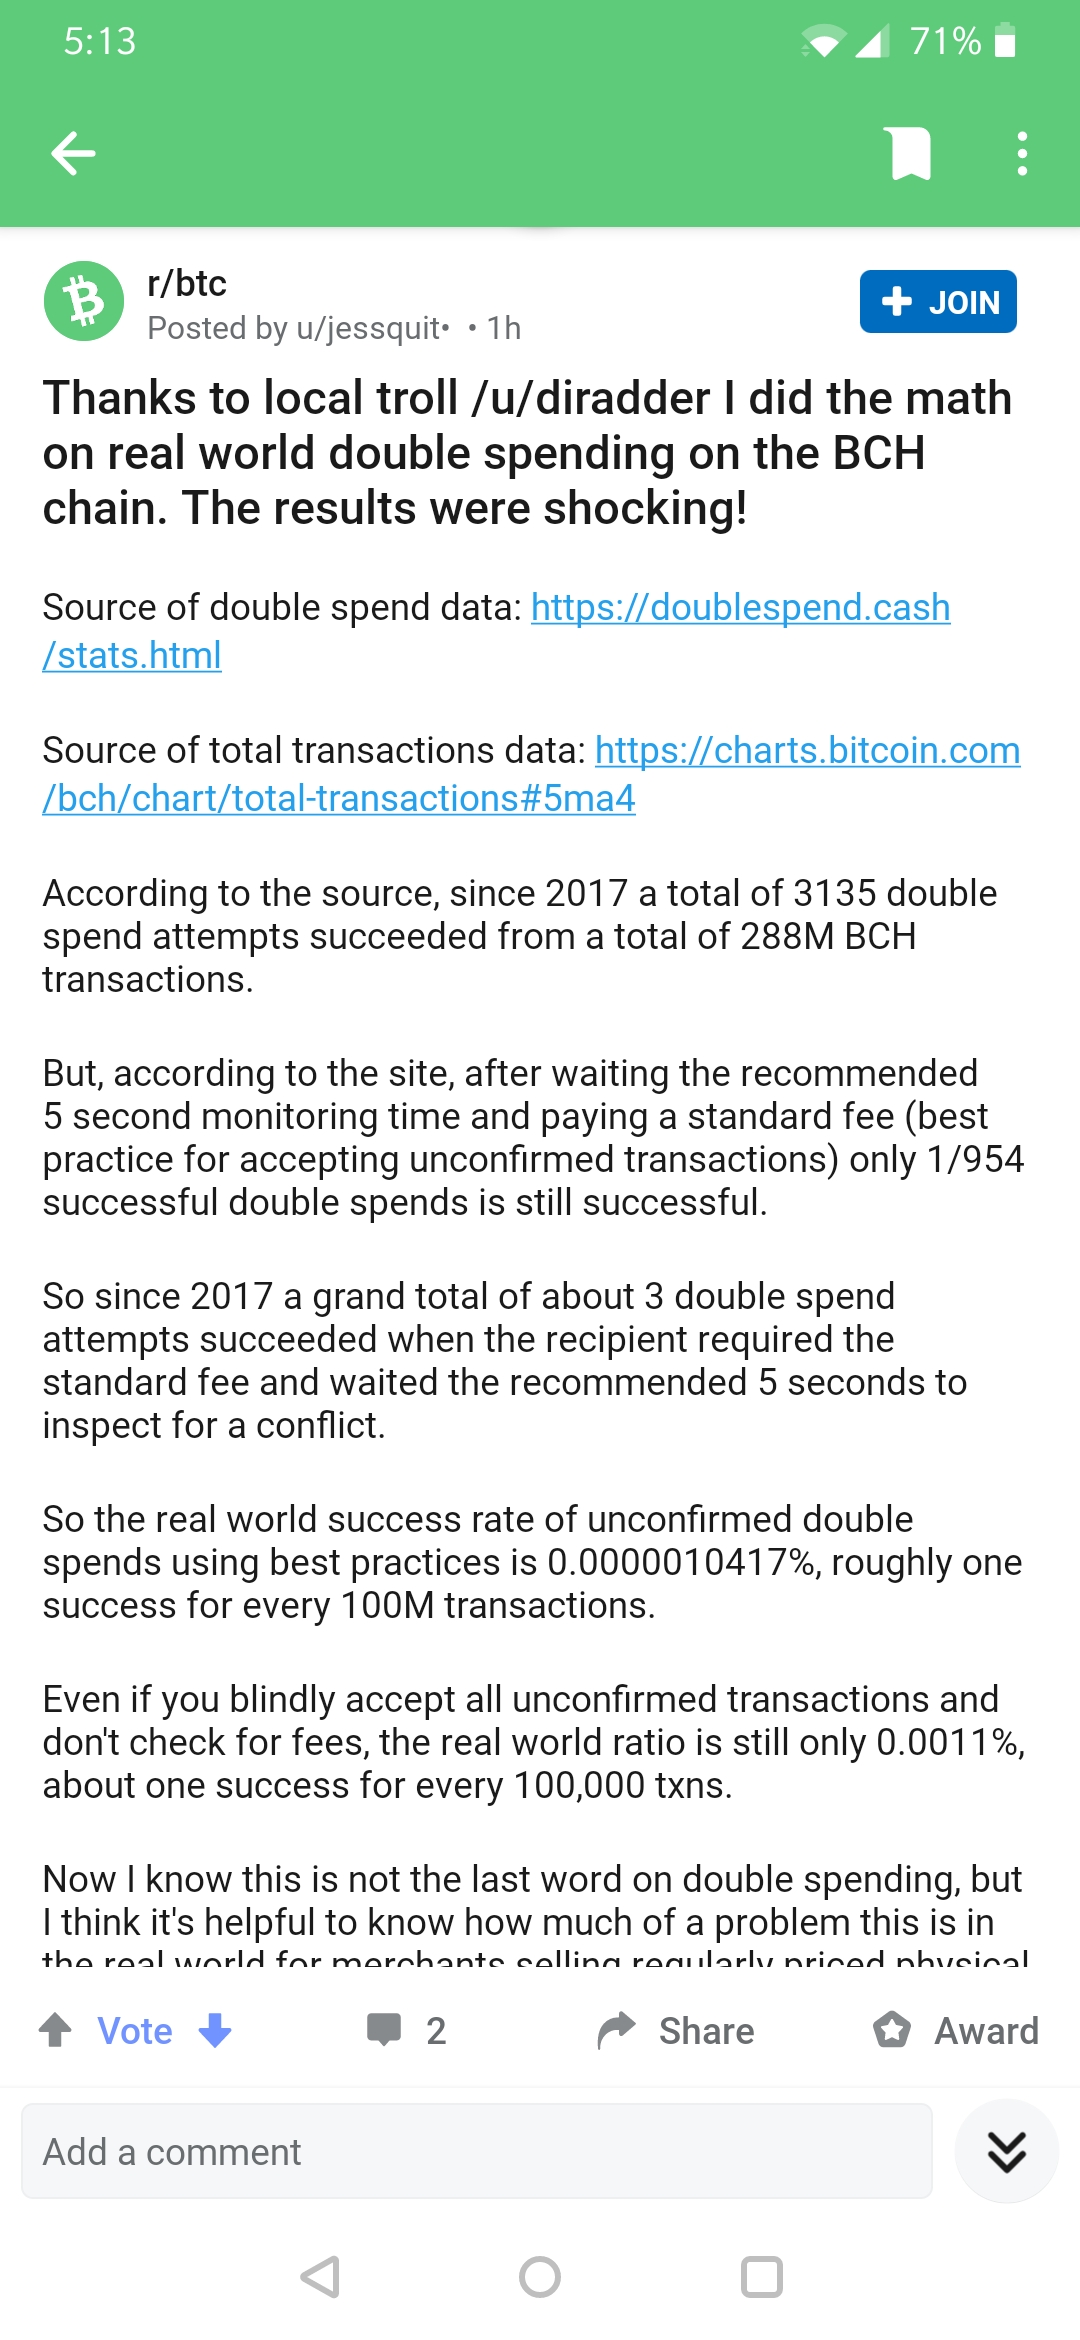 5:13
71%
r/btc
Posted by u/jessquit• • 1h
JOIN
Thanks to local troll /u/diradder I did the math
on real world double spending on the BCH
chain. The results were shocking!
Source of double spend data: https://doublespend.cash
/stats.html
Source of total transactions data: https://charts.bitcoin.com
/bch/chart/total-transactions#5ma4
According to the source, since 2017 a total of 3135 double
spend attempts succeeded from a total of 288M BCH
transactions.
But, according to the site, after waiting the recommended
5 second monitoring time and paying a standard fee (best
practice for accepting unconfirmed transactions) only 1/954
successful double spends is still successful.
So since 2017 a grand total of about 3 double spend
attempts succeeded when the recipient required the
standard fee and waited the recommended 5 seconds to
inspect for a conflict.
So the real world success rate of unconfirmed double
spends using best practices is 0.0000010417%, roughly one
success for every 100M transactions.
Even if you blindly accept all unconfirmed transactions and
don't check for fees, the real world ratio is still only 0.0011%,
about one success for every 100,000 txns.
Now I know this is not the last word on double spending, but
I think it's helpful to know how much of a problem this is in
the real world for merchants selling regularly priced physical
Vote
2
Share
Award
Add a comment